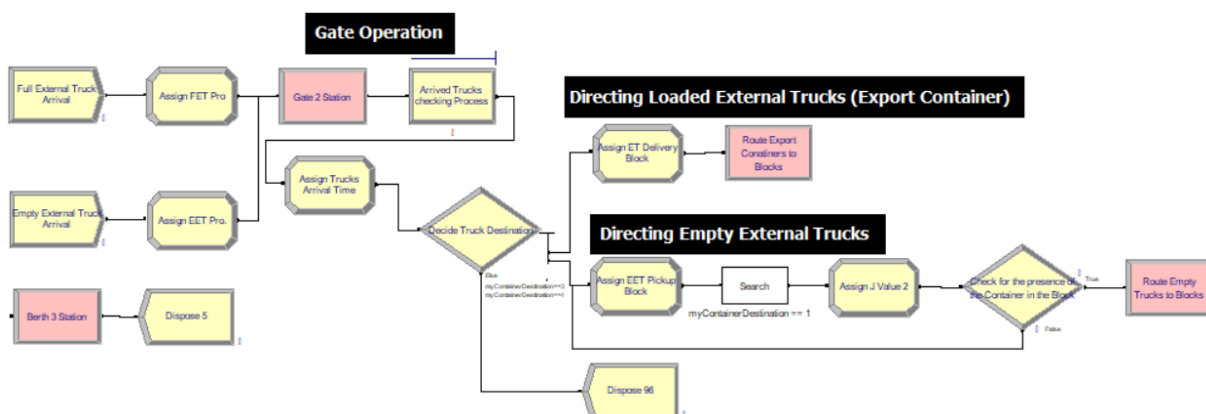 Gate Operation
Full External Truck
Arrival
Assign FET Pro
Gate 2 Station
Arrived Trucks
checking Process
Directing Loaded External Trucks (Export Container)
Assign ET Delivery
Block
Route Export
Conatiners to
Blocks
Assign Trucks
Arrival Time
Empty External Truck
Arrival
Assign EET Pro.
Decide Truck Destination
Directing Empty External Trucks
Else
myContainerDestination==3
myContainerDestination==4
Assign EET Pickup
Block
Search
myContainerDestination == 1
Assign J Value 2
Check for the presence of
the Container in the Block
True
False
Route Empty
Trucks to Blocks
Berth 3 Station
Dispose 5
Dispose 98